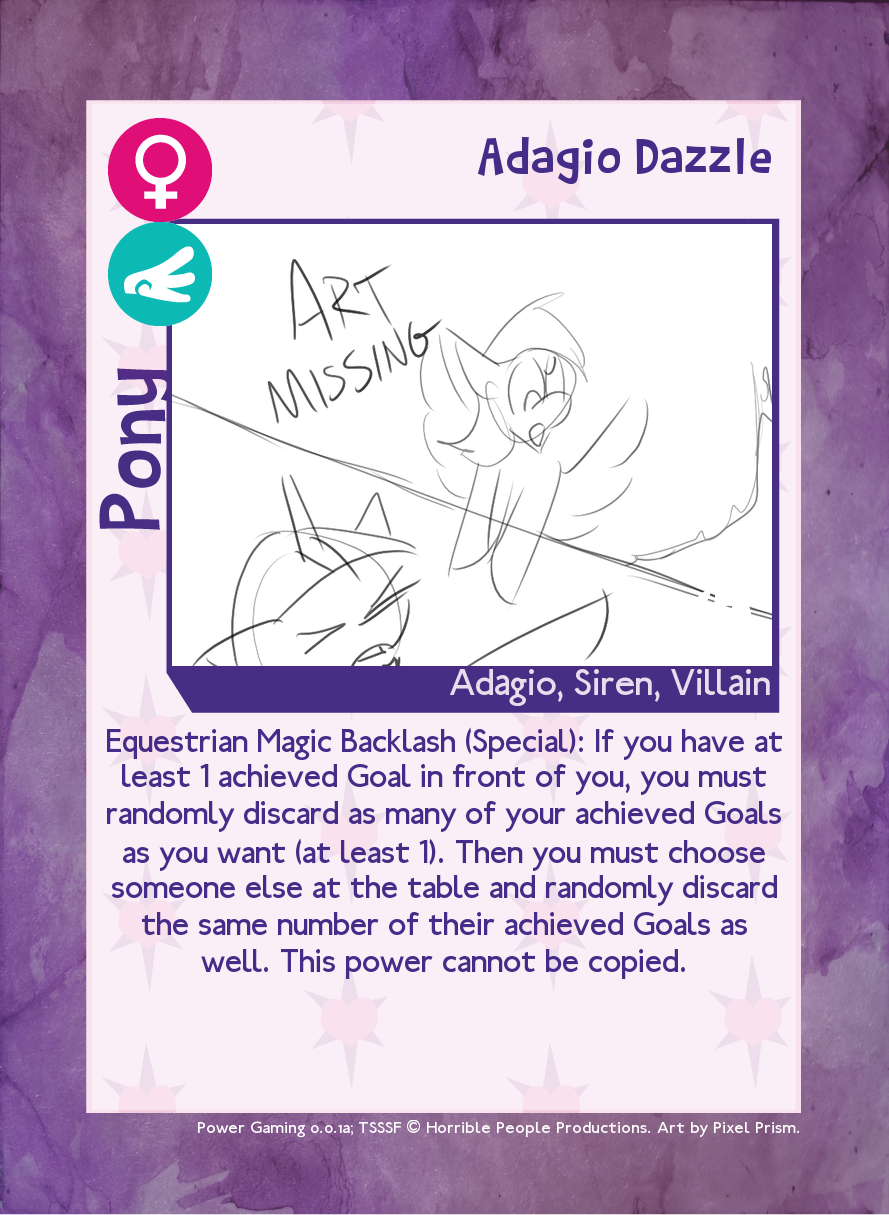 Adagio Dazzle
ART
MISSING
Pony
Adagio, Siren, Villain
Equestrian Magic Backlash (Special): If you have at
least 1 achieved Goal in front of you, you must
randomly discard as many of your achieved Goals
as you want (at least 1). Then you must choose
someone else at the table and randomly discard
the same number of their achieved Goals as
well. This power cannot be copied.
Power Gaming 0.0.1a; TSSSF © Horrible People Productions. Art by Pixel Prism.